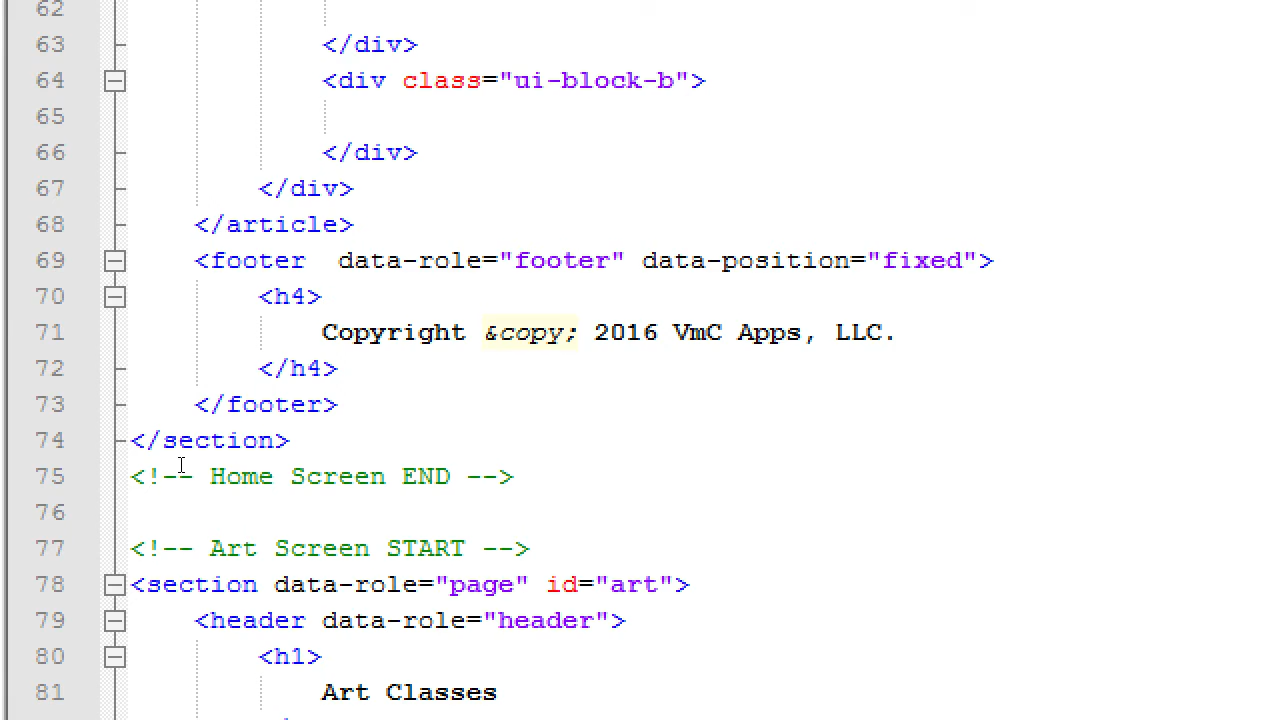 62
63 </div>
64 <div class="ui-block-b">
65
66 </div>
67 </div>
68 </article>
69 <footer  data-role="footer" data-position="fixed">
70 <h4>
71 Copyright &copy; 2016 VmC Apps, LLC.
72 </h4>
73 </footer>
74 </section>
75 <!-- Home Screen END -->
76
77 <!-- Art Screen START -->
78 <section data-role="page" id="art">
79 <header data-role="header">
80 <h1>
81 Art Classes